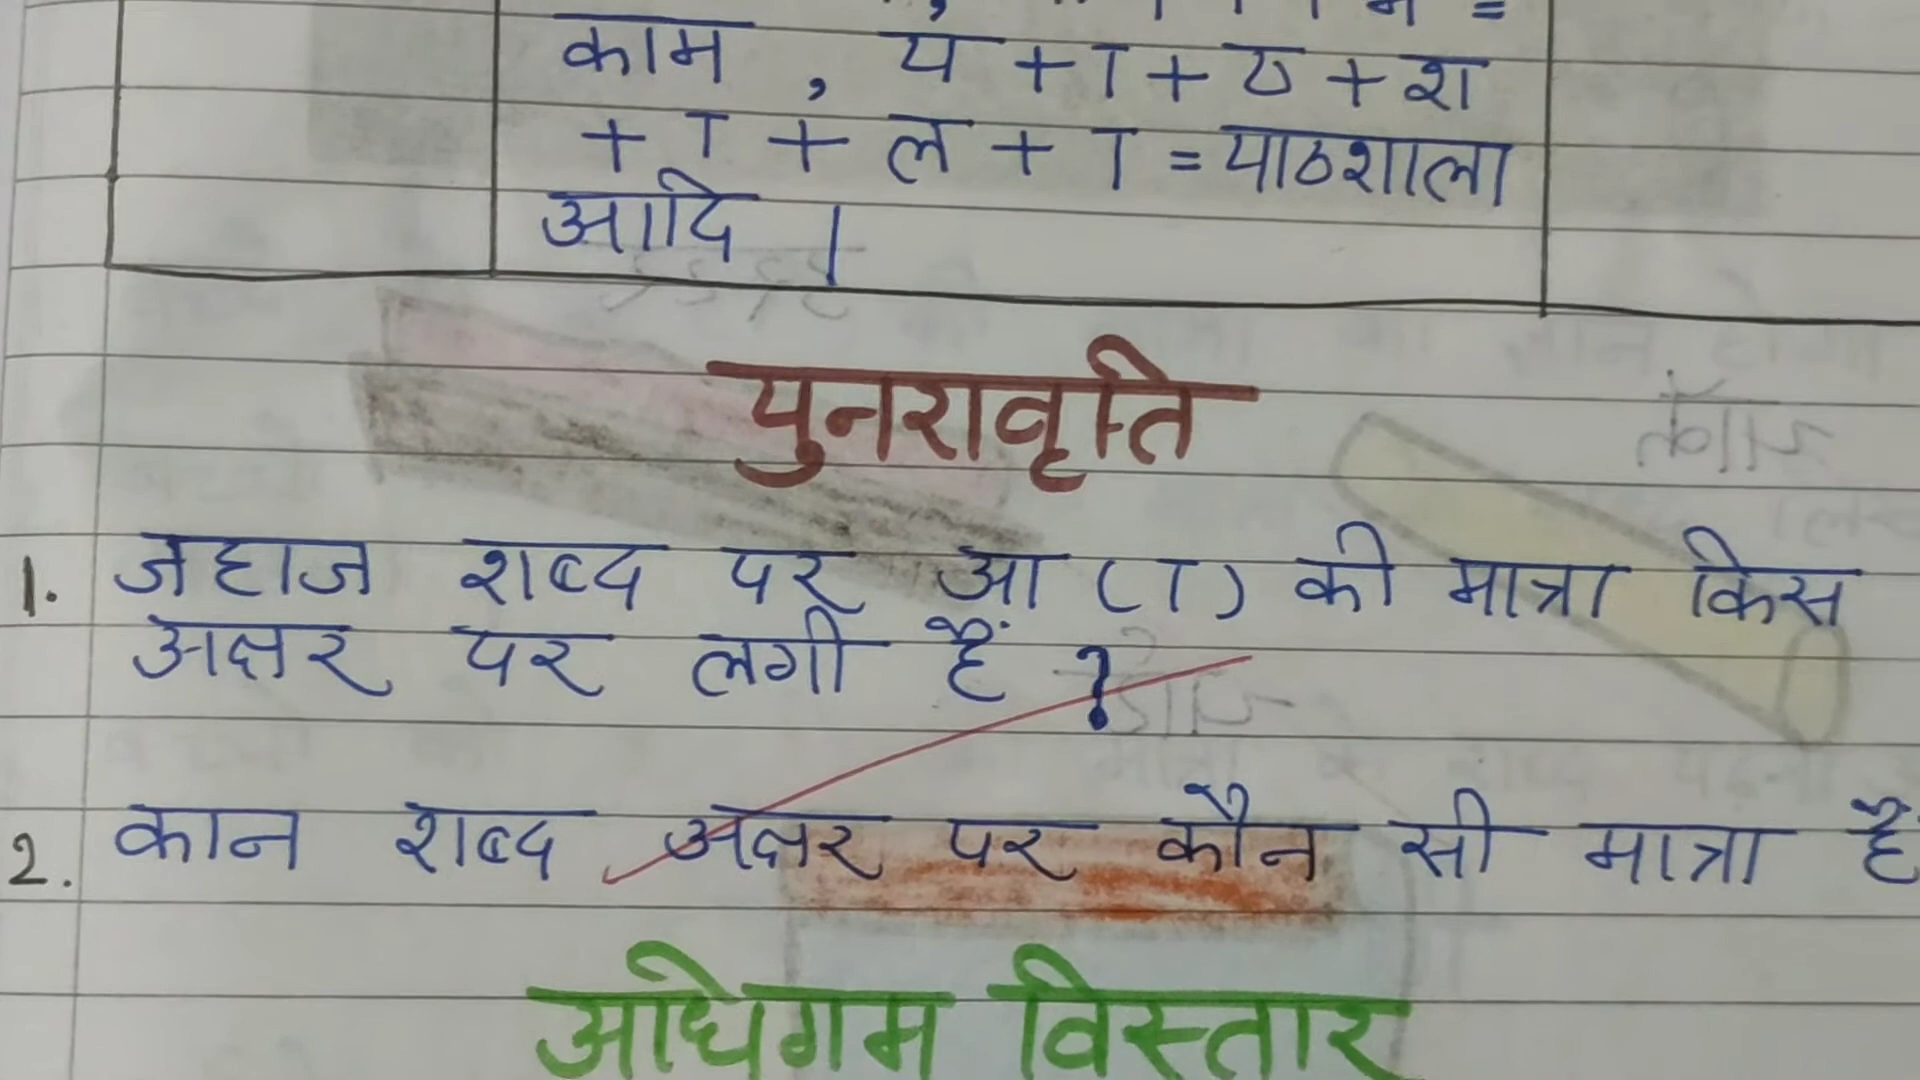 काम , प + ा + ठ + श
+ ा + ल + ा = पाठशाला
आदि ।
पुनरावृति
1. जहाज शब्द पर आ (ा) की मात्रा किस
अक्षर पर लगी हैं ?
2. कान शब्द अक्षर पर कौन सी मात्रा हैं
अधिगम विस्तार